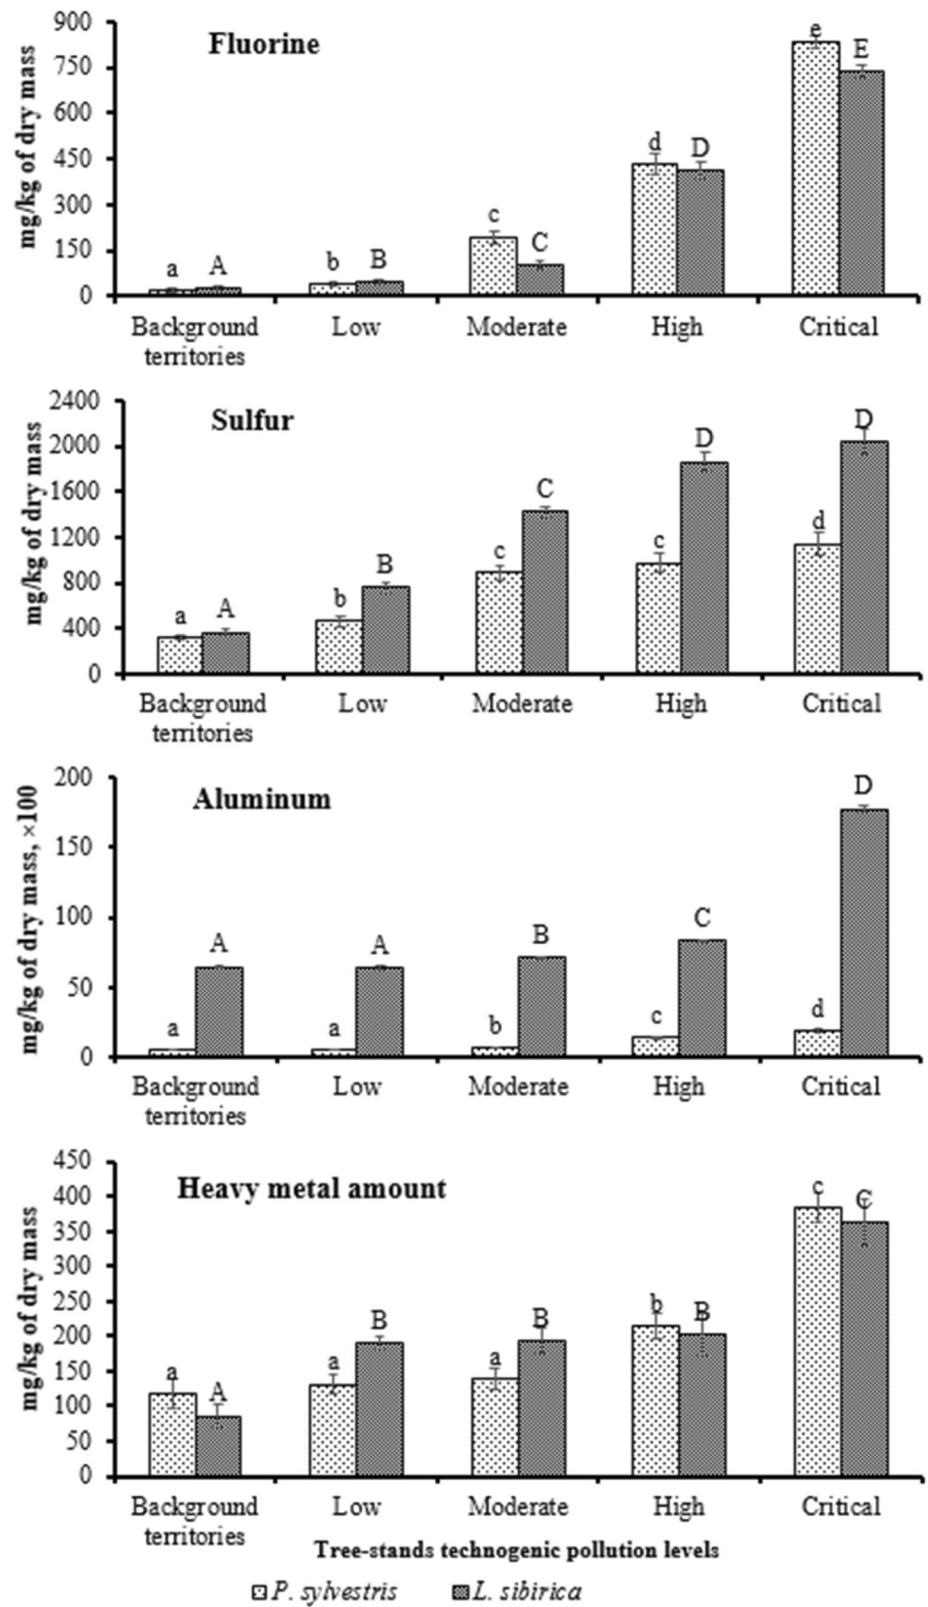 Fluorine
mg/kg of dry mass
900
750
600
450
300
150
0
a A b B c C d D e E
Background territories
Low
Moderate
High
Critical
Sulfur
mg/kg of dry mass
2400
2000
1600
1200
800
400
0
a A b B c C c D d D
Background territories
Low
Moderate
High
Critical
Aluminum
mg/kg of dry mass, ×100
200
150
100
50
0
a A a A b B c C d D
Background territories
Low
Moderate
High
Critical
Heavy metal amount
mg/kg of dry mass
450
400
350
300
250
200
150
100
50
0
a A a B a B b B c C
Background territories
Low
Moderate
High
Critical
Tree-stands technogenic pollution levels
P. sylvestris
L. sibirica